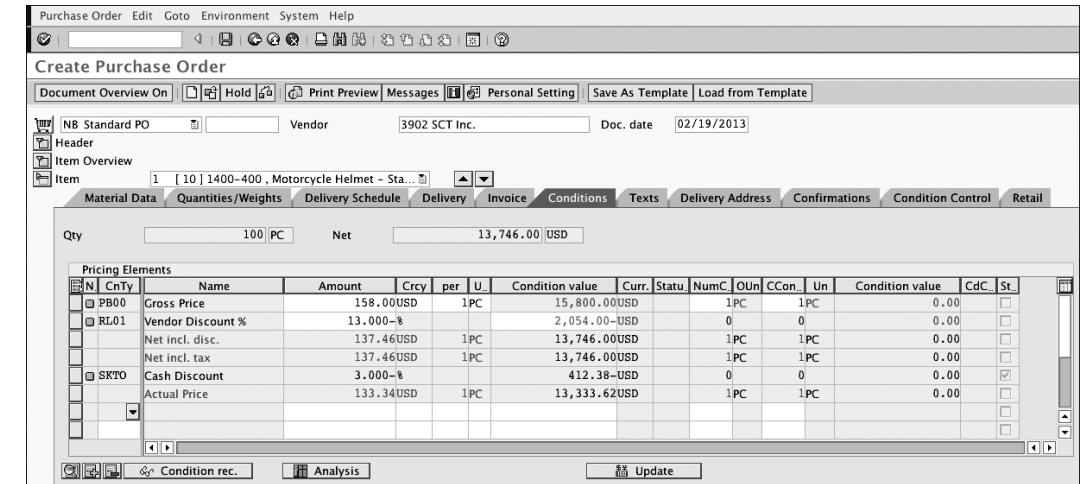 Purchase Order Edit Goto Environment System Help
Create Purchase Order
Document Overview On Hold Print Preview Messages Personal Setting Save As Template Load from Template
NB Standard PO Vendor 3902 SCT Inc. Doc. date 02/19/2013
Header
Item Overview
Item 1 [ 10 ] 1400-400 , Motorcycle Helmet - Sta...
Material Data Quantities/Weights Delivery Schedule Delivery Invoice Conditions Texts Delivery Address Confirmations Condition Control Retail
Qty 100 PC Net 13,746.00 USD
Pricing Elements
N. CnTy Name Amount Crcy per U.. Condition value Curr. Statu NumC OUn CCon.. Un Condition value CdC.. St..
PB00 Gross Price 158.00 USD 1 PC 15,800.00 USD 1 PC 1 PC 0.00
RL01 Vendor Discount % 13.000- % 2,054.00- USD 0 0 0.00
Net incl. disc. 137.46 USD 1 PC 13,746.00 USD 1 PC 1 PC 0.00
Net incl. tax 137.46 USD 1 PC 13,746.00 USD 1 PC 1 PC 0.00
SKTO Cash Discount 3.000- % 412.38- USD 0 0 0.00
Actual Price 133.34 USD 1 PC 13,333.62 USD 1 PC 1 PC 0.00
Condition rec. Analysis Update